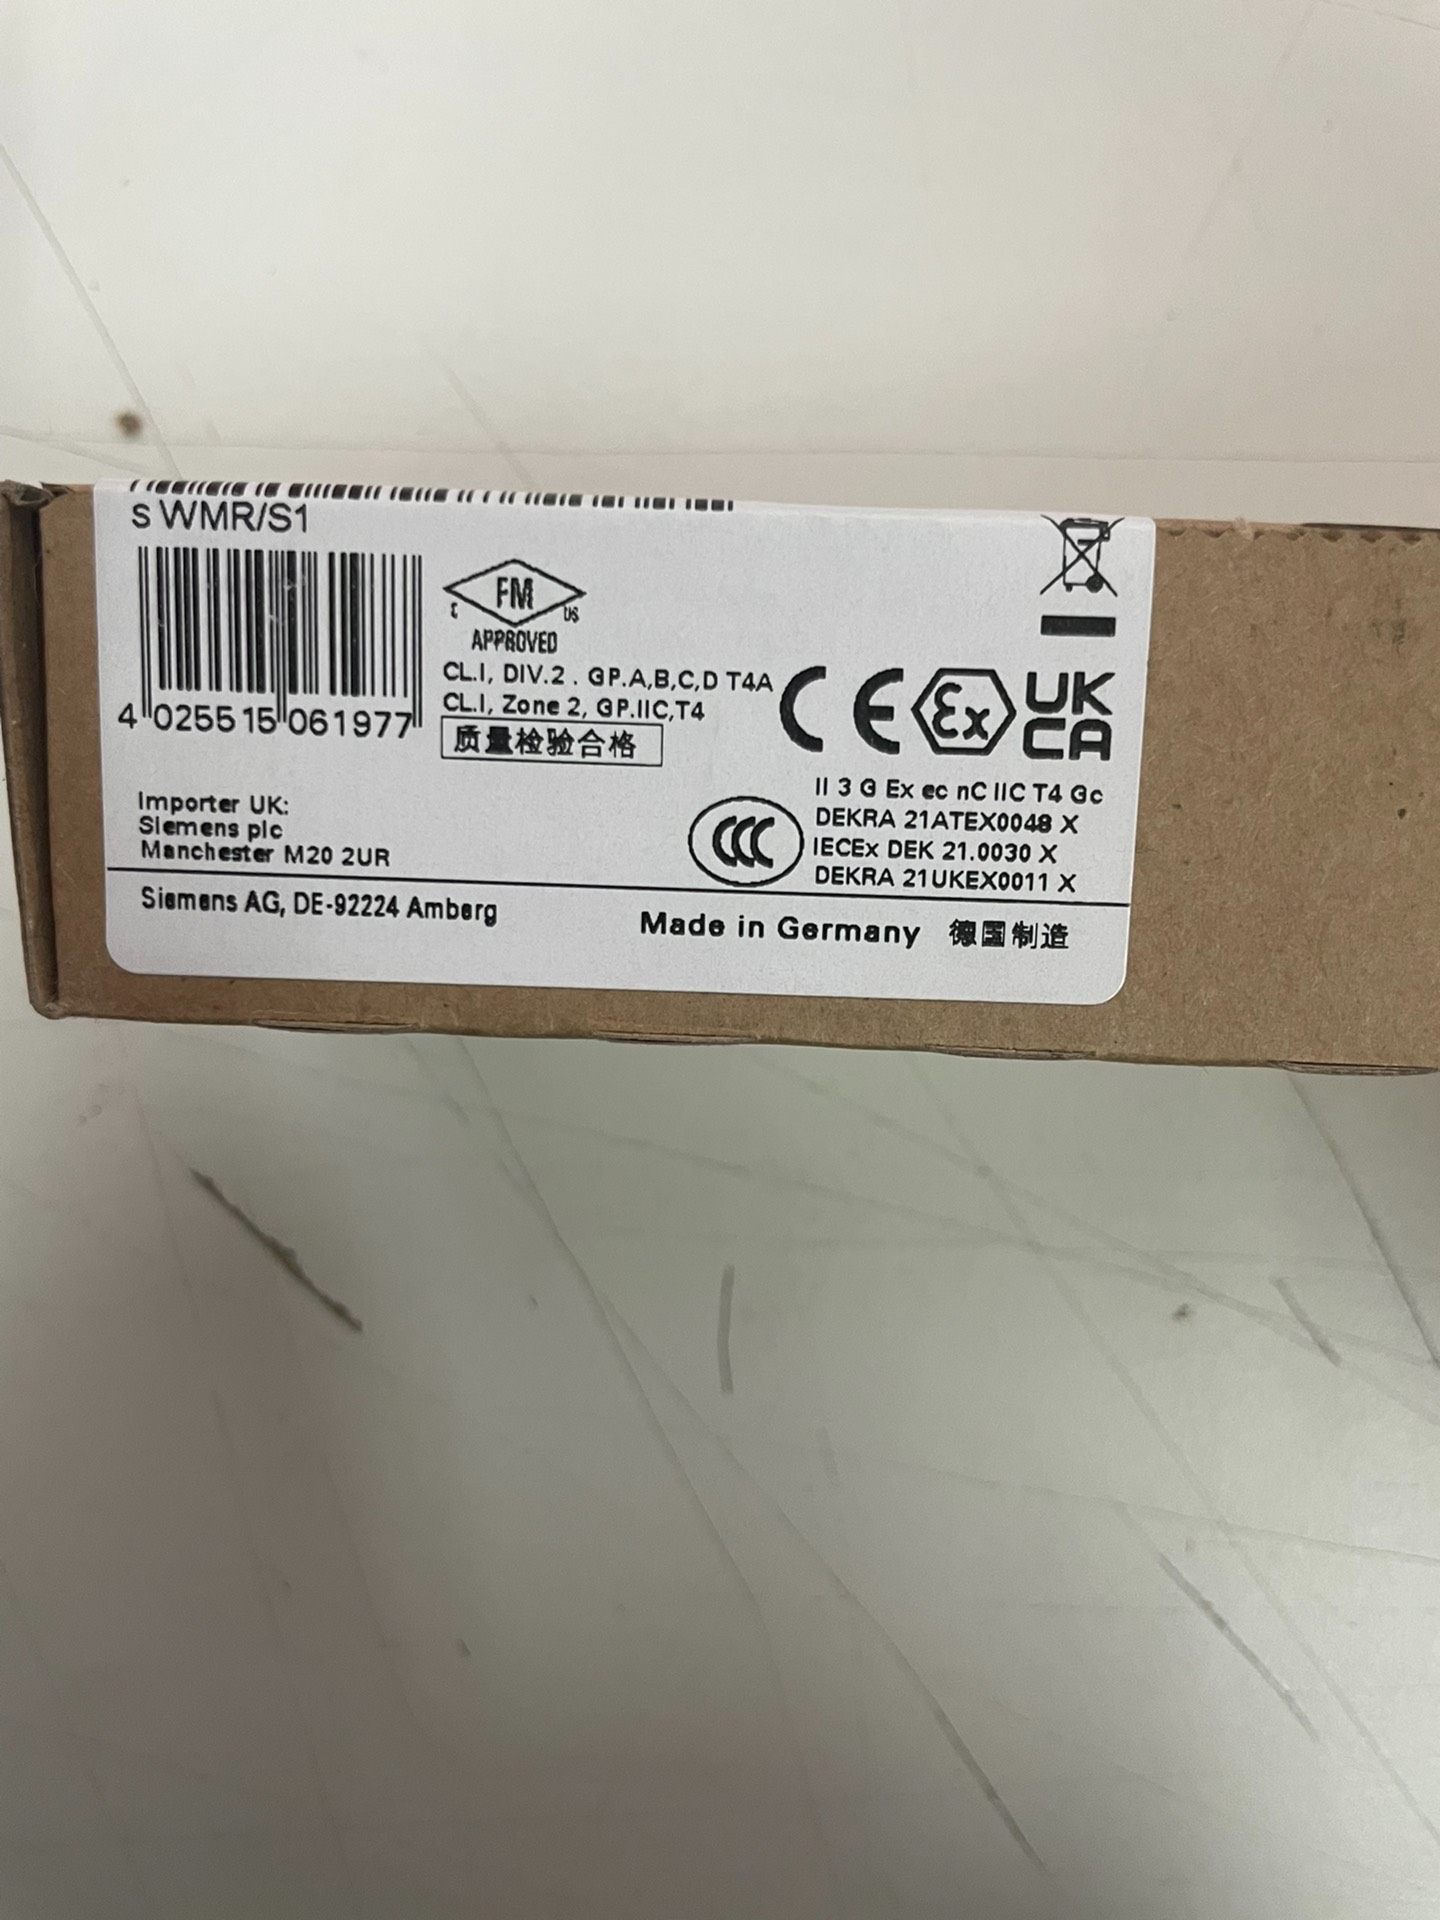 s WMR/S1
4 025515 061977
FM
c US
APPROVED
CL.I, DIV.2 . GP.A,B,C,D T4A
CL.I, Zone 2, GP.IIC,T4
质量检验合格
CE Ex UK
CA
II 3 G Ex ec nC IIC T4 Gc
CCC
DEKRA 21ATEX0048 X
IECEx DEK 21.0030 X
DEKRA 21UKEX0011 X
Importer UK:
Siemens plc
Manchester M20 2UR
Siemens AG, DE-92224 Amberg
Made in Germany 德国制造